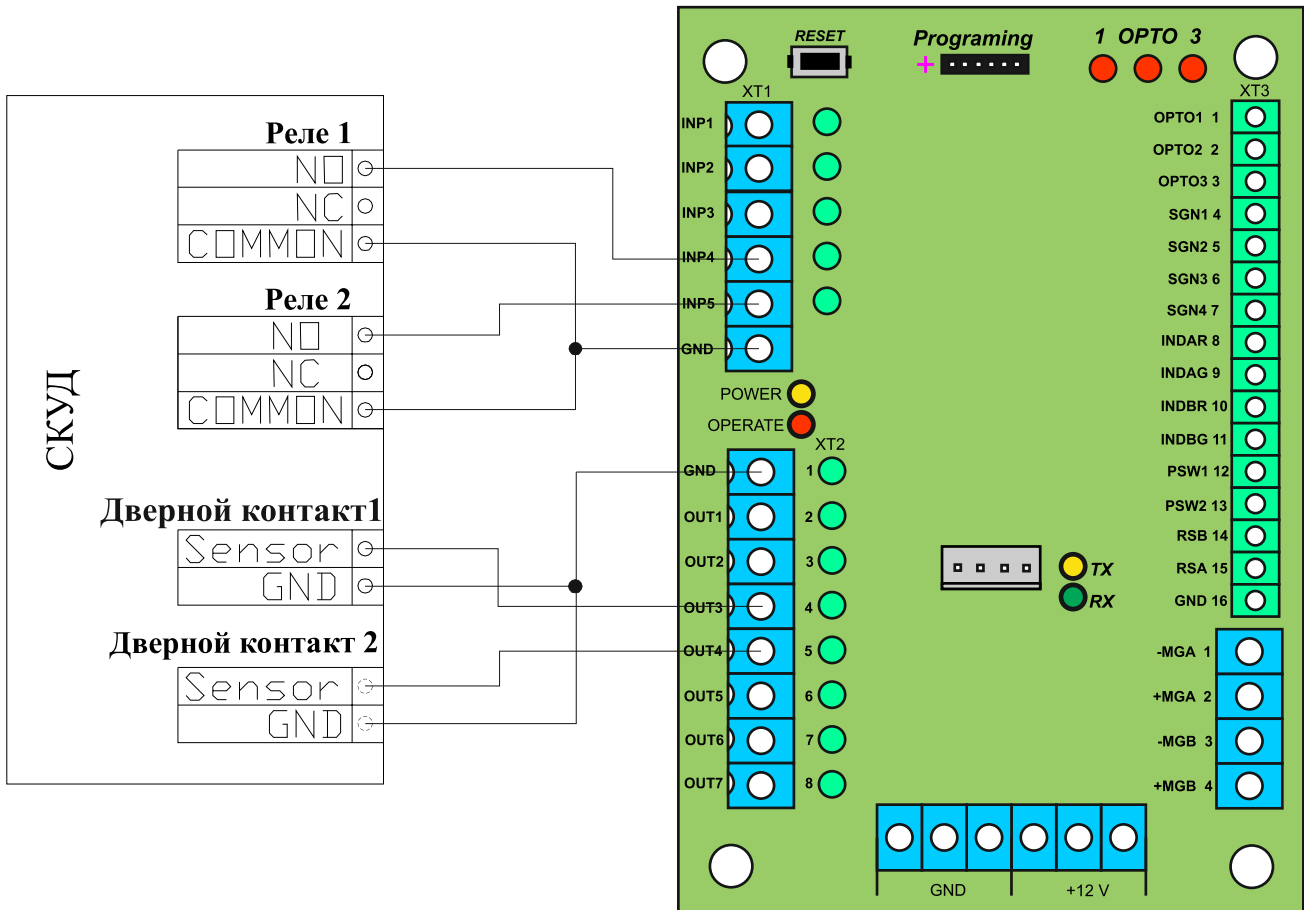 СКУД
Реле 1
NO
NC
COMMON
Реле 2
NO
NC
COMMON
Дверной контакт1
Sensor
GND
Дверной контакт 2
Sensor
GND
RESET
Programing
+
1 OPTO 3
XT1
INP1
INP2
INP3
INP4
INP5
GND
POWER
OPERATE
XT2
GND 1
OUT1 2
OUT2 3
OUT3 4
OUT4 5
OUT5 6
OUT6 7
OUT7 8
TX
RX
XT3
OPTO1 1
OPTO2 2
OPTO3 3
SGN1 4
SGN2 5
SGN3 6
SGN4 7
INDAR 8
INDAG 9
INDBR 10
INDBG 11
PSW1 12
PSW2 13
RSB 14
RSA 15
GND 16
-MGA 1
+MGA 2
-MGB 3
+MGB 4
GND
+12 V